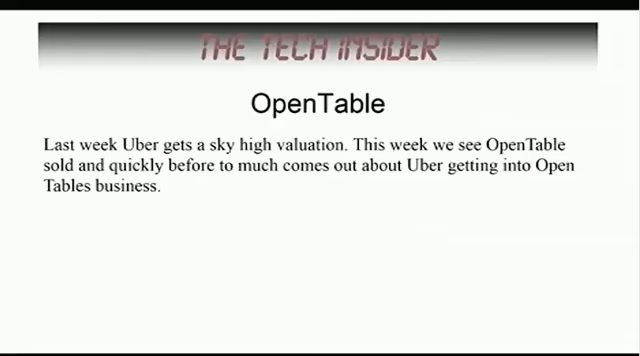 THE TECH INSIDER
OpenTable
Last week Uber gets a sky high valuation. This week we see OpenTable
sold and quickly before to much comes out about Uber getting into Open
Tables business.